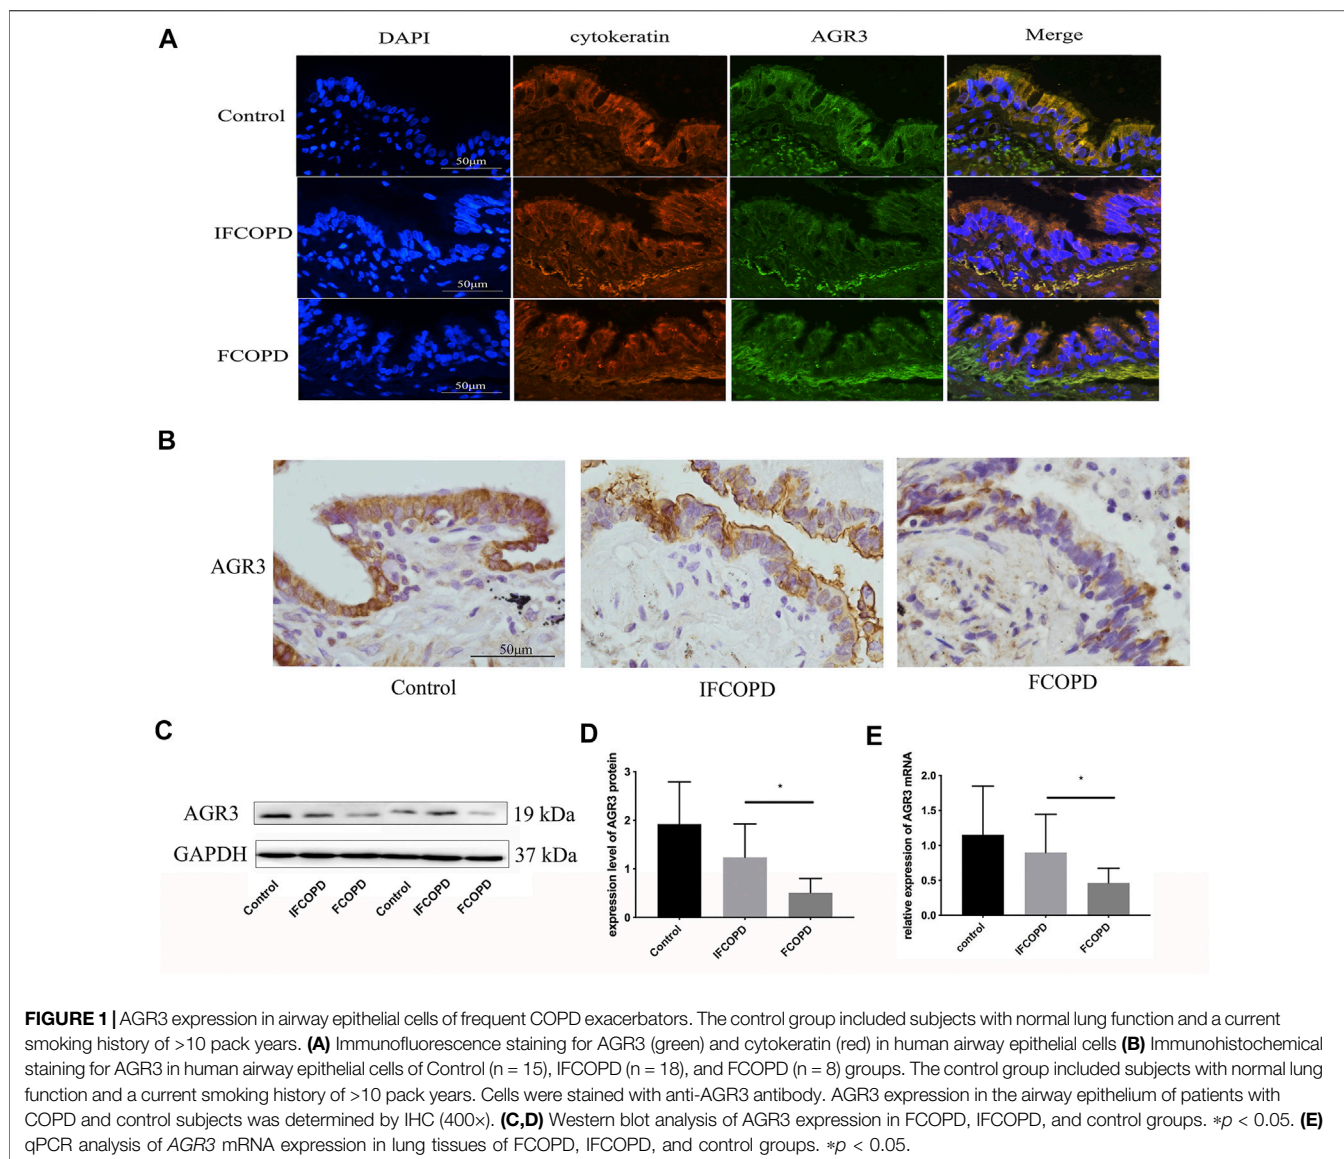 A
DAPI cytokeratin AGR3 Merge
Control
50μm
IFCOPD
50μm
FCOPD
50μm
B
AGR3
50μm
Control IFCOPD FCOPD
C
AGR3 19 kDa
GAPDH 37 kDa
Control IFCOPD FCOPD Control IFCOPD FCOPD
D
expression level of AGR3 protein
3
2
1
0
*
Control IFCOPD FCOPD
E
relative expression of AGR3 mRNA
2.0
1.5
1.0
0.5
0.0
*
control IFCOPD FCOPD
FIGURE 1 | AGR3 expression in airway epithelial cells of frequent COPD exacerbators. The control group included subjects with normal lung function and a current
smoking history of >10 pack years. (A) Immunofluorescence staining for AGR3 (green) and cytokeratin (red) in human airway epithelial cells (B) Immunohistochemical
staining for AGR3 in human airway epithelial cells of Control (n = 15), IFCOPD (n = 18), and FCOPD (n = 8) groups. The control group included subjects with normal lung
function and a current smoking history of >10 pack years. Cells were stained with anti-AGR3 antibody. AGR3 expression in the airway epithelium of patients with
COPD and control subjects was determined by IHC (400×). (C,D) Western blot analysis of AGR3 expression in FCOPD, IFCOPD, and control groups. *p < 0.05. (E)
qPCR analysis of AGR3 mRNA expression in lung tissues of FCOPD, IFCOPD, and control groups. *p < 0.05.